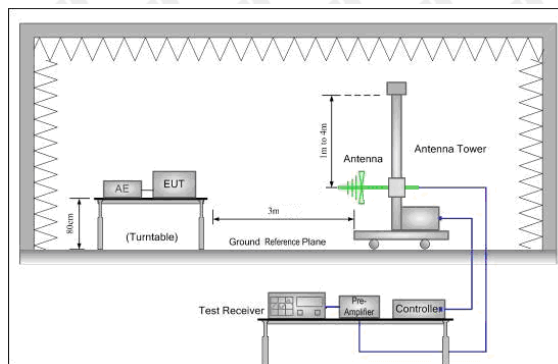 1m to 4m
Antenna
Antenna Tower
AE
EUT
80cm
(Turntable)
3m
Ground Reference Plane
Test Receiver
Pre-
Amplifier
Controller